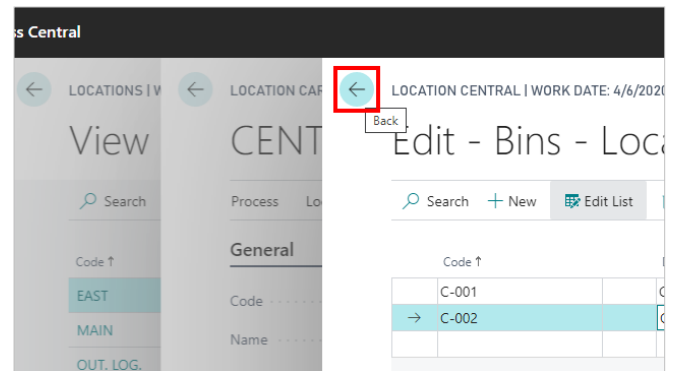 ss Central
LOCATIONS | W
LOCATION CAR
LOCATION CENTRAL | WORK DATE: 4/6/2020
Back
View
CENT
Edit - Bins - Loca
Search
Process Lo
Search + New Edit List
General
Code ↑
Code ↑
EAST
Code
C-001
MAIN
C-002
Name
OUT. LOG.